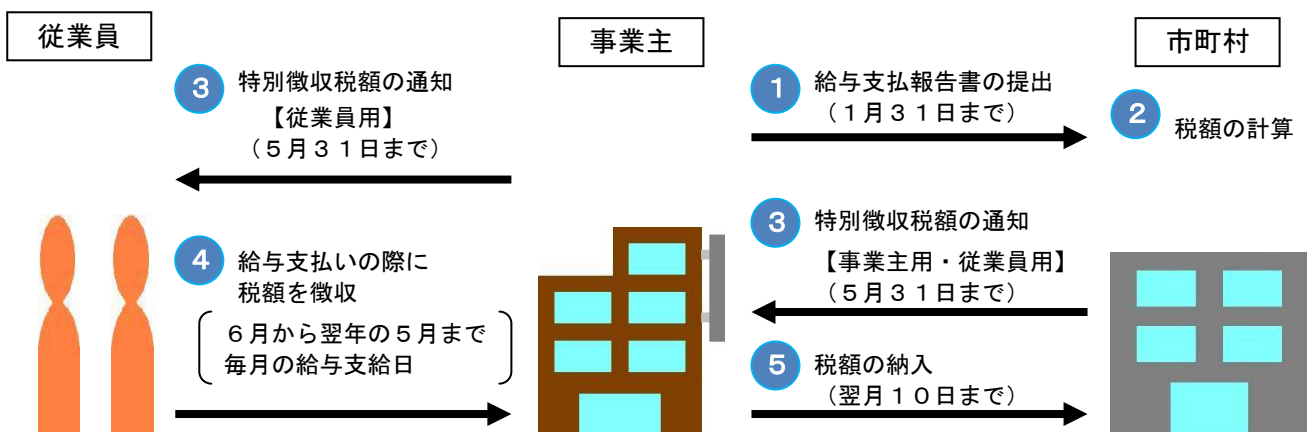 従業員
事業主
市町村
③ 特別徴収税額の通知
【従業員用】
（５月３１日まで）
① 給与支払報告書の提出
（１月３１日まで）
② 税額の計算
③ 特別徴収税額の通知
【事業主用・従業員用】
（５月３１日まで）
④ 給与支払いの際に
税額を徴収
６月から翌年の５月まで
毎月の給与支給日
⑤ 税額の納入
（翌月１０日まで）